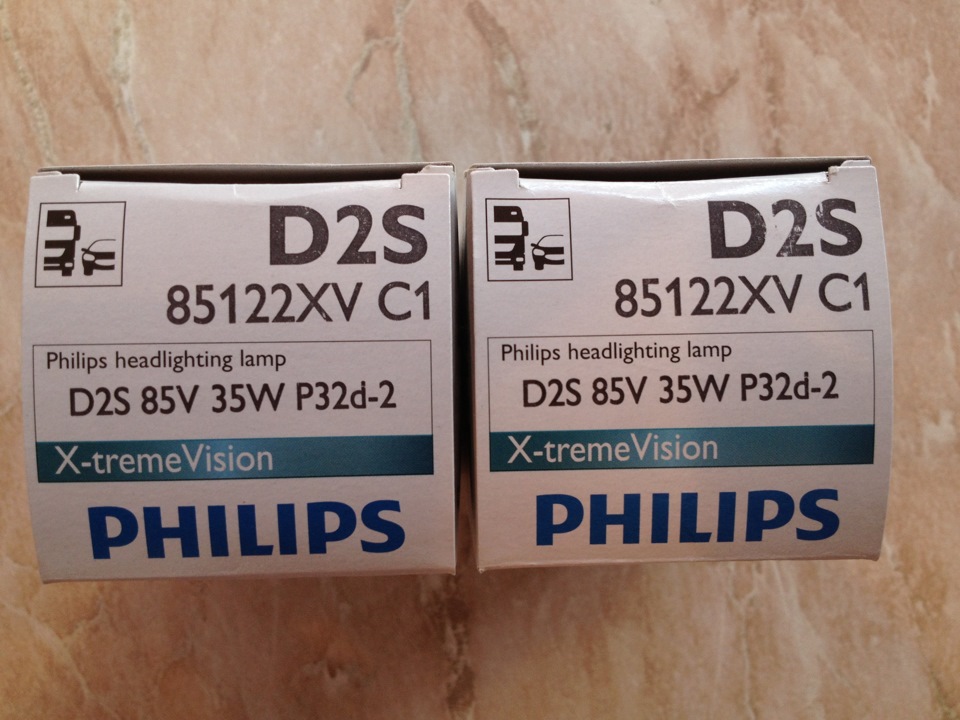 D2S
85122XV C1
Philips headlighting lamp
D2S 85V 35W P32d-2
X-tremeVision
PHILIPS
D2S
85122XV C1
Philips headlighting lamp
D2S 85V 35W P32d-2
X-tremeVision
PHILIPS